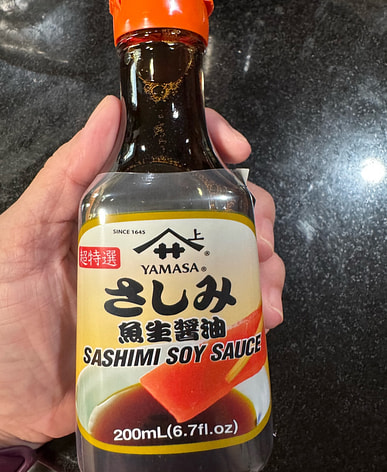 SINCE 1645
上
YAMASA®
超特選
さしみ
魚生醤油
SASHIMI SOY SAUCE
200mL(6.7fl.oz)